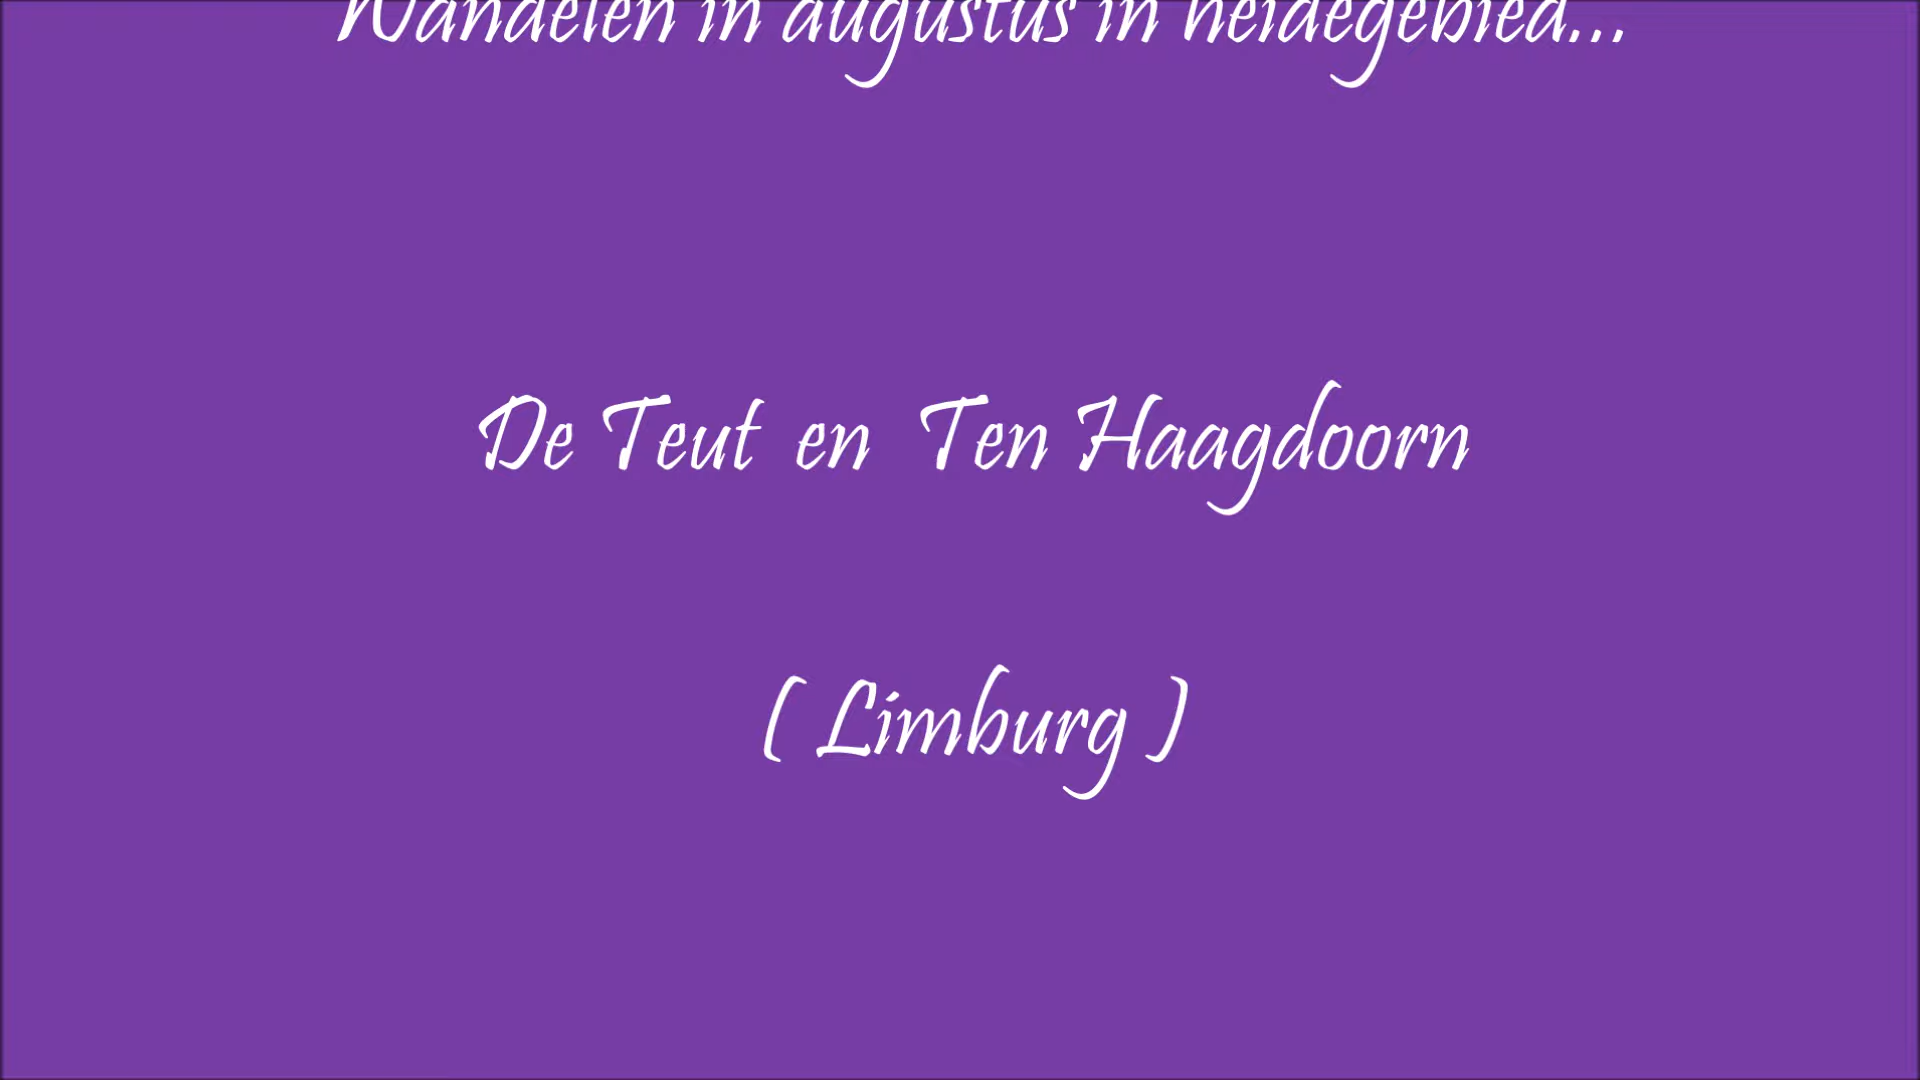 Wandelen in augustus in heidegebied...
De Teut en Ten Haagdoorn
( Limburg )